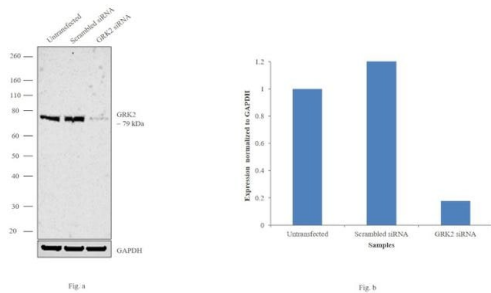 Untransfected
Scrambled siRNA
GRK2 siRNA
260
160
110
80
60
50
40
30
20
GRK2
~ 79 kDa
GAPDH
Fig. a
Expression normalized to GAPDH
1.2
1
0.8
0.6
0.4
0.2
0
Untransfected Scrambled siRNA GRK2 siRNA
Samples
Fig. b